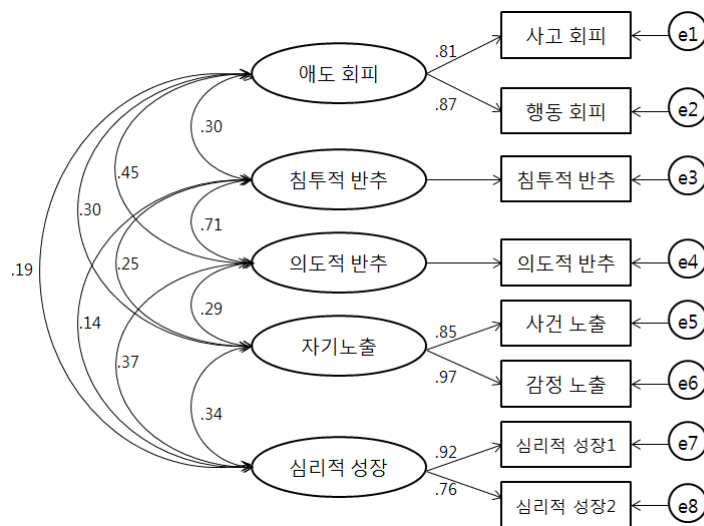 사고 회피
e1
.81
애도 회피
.87
행동 회피
e2
.30
.45
침투적 반추
침투적 반추
e3
.30
.71
.25
의도적 반추
의도적 반추
e4
.19
.29
.14
사건 노출
e5
.85
자기노출
.37
.97
감정 노출
e6
.34
.92
심리적 성장1
e7
심리적 성장
.76
심리적 성장2
e8